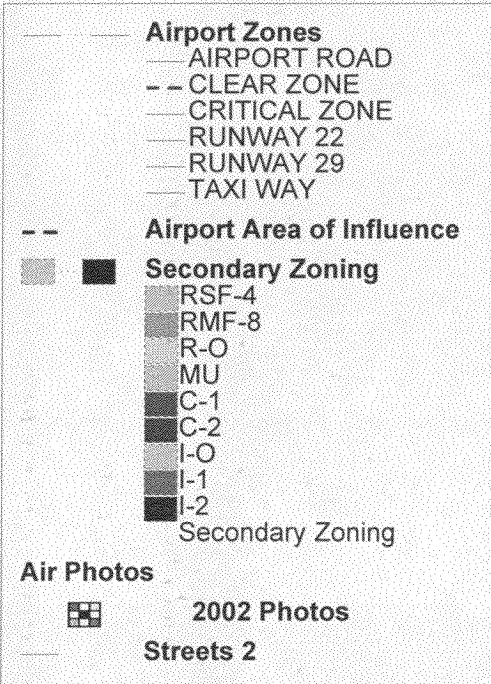 Airport Zones
AIRPORT ROAD
CLEAR ZONE
CRITICAL ZONE
RUNWAY 22
RUNWAY 29
TAXI WAY
Airport Area of Influence
Secondary Zoning
RSF-4
RMF-8
R-O
MU
C-1
C-2
I-O
I-1
I-2
Secondary Zoning
Air Photos
2002 Photos
Streets 2